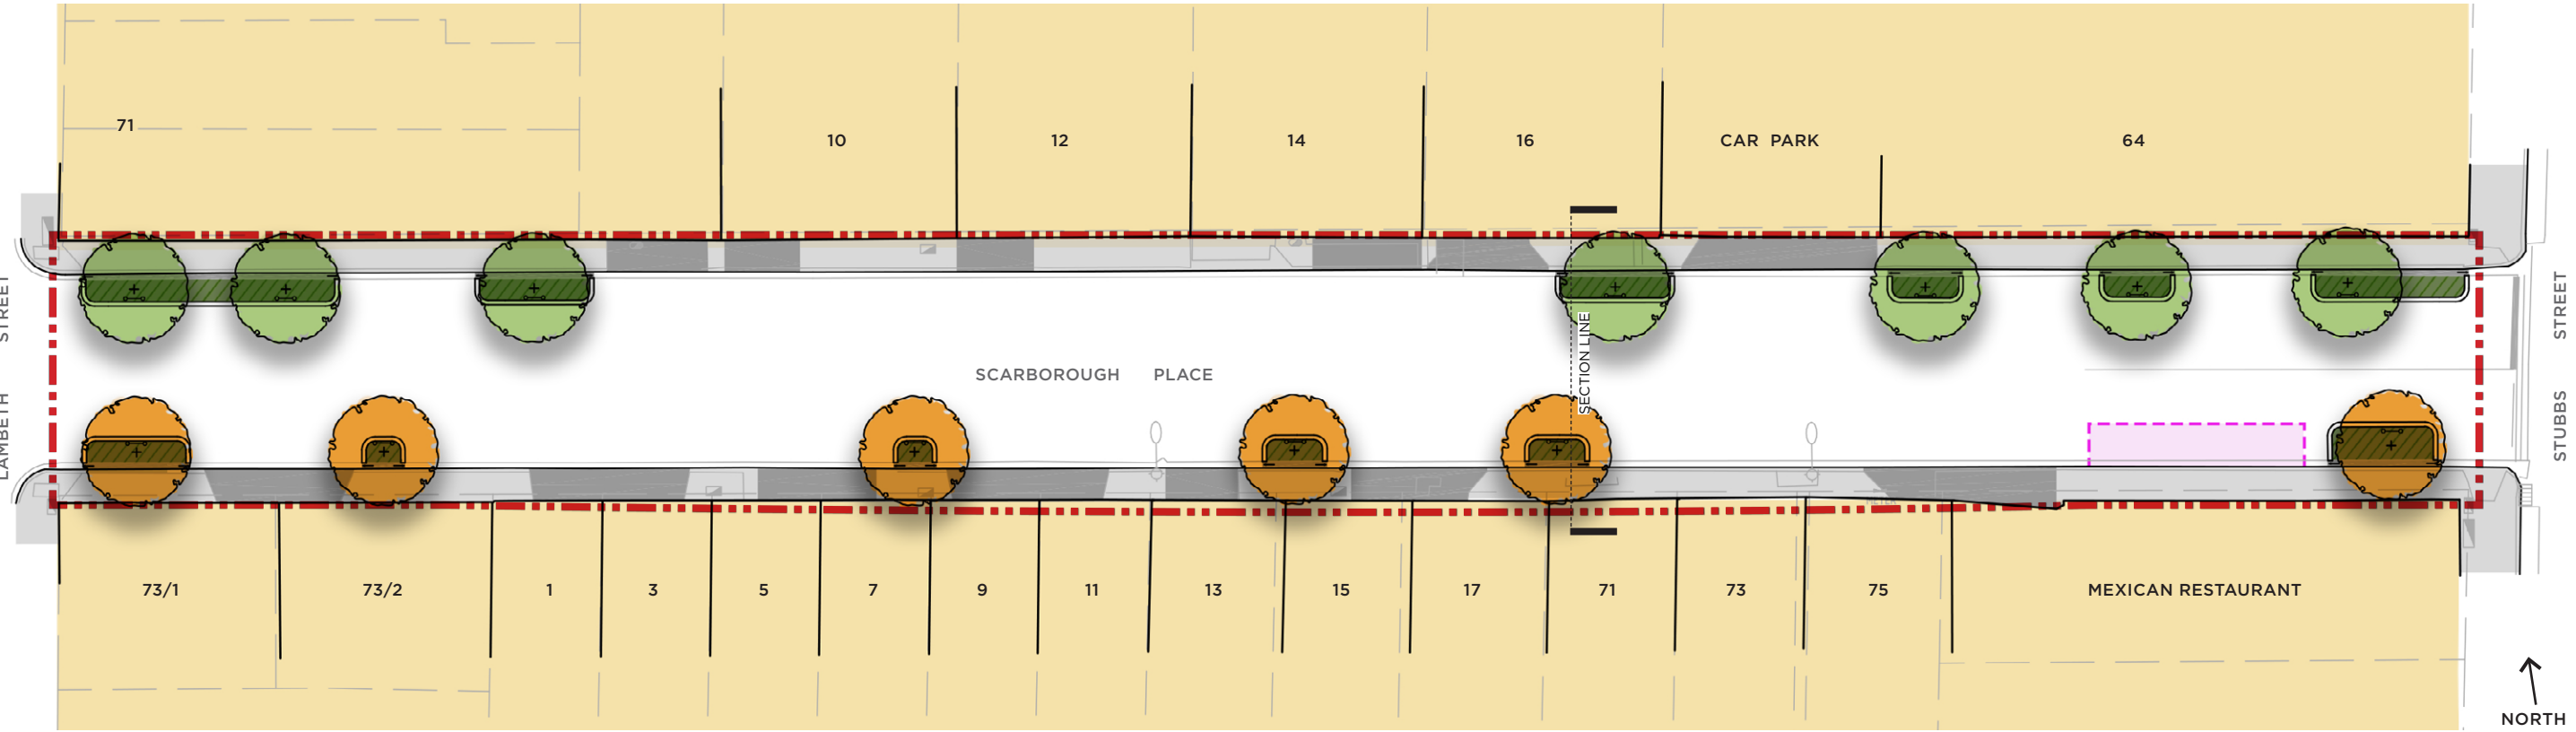 71
10
12
14
16
CAR PARK
64
SCARBOROUGH PLACE
SECTION LINE
LAMBETH STREET
STUBBS STREET
73/1
73/2
1
3
5
7
9
11
13
15
17
71
73
75
MEXICAN RESTAURANT
NORTH